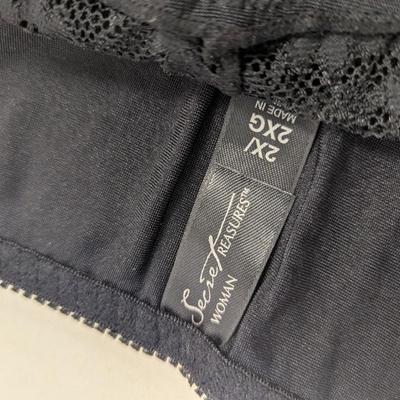 Secret
TREASURES™
WOMAN
2X/
2XG
MADE IN